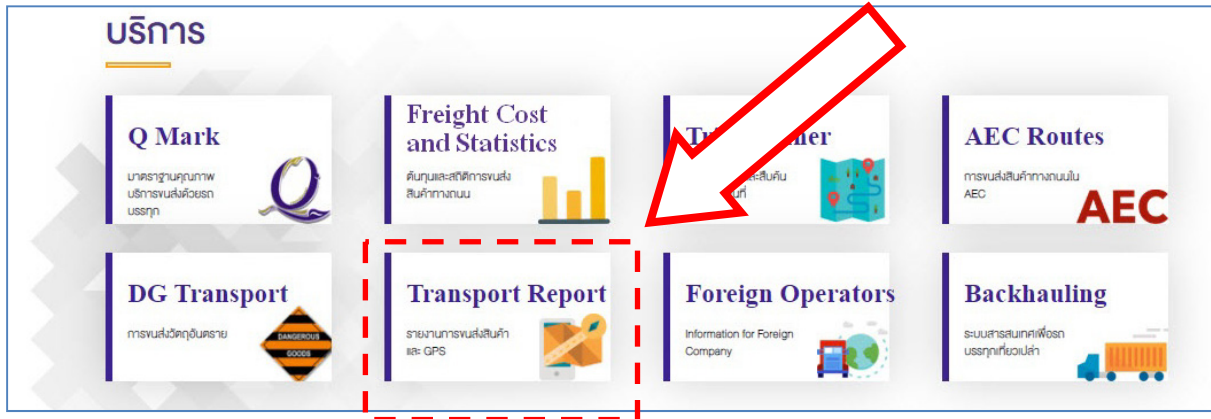 บริการ
Q Mark
มาตรฐานคุณภาพ
บริการขนส่งด้วยรถ
บรรทุก
Freight Cost
and Statistics
ต้นทุนและสถิติการขนส่ง
สินค้าทางถนน
AEC Routes
การขนส่งสินค้าทางถนนใน
AEC
AEC
DG Transport
การขนส่งวัตถุอันตราย
DANGEROUS
GOODS
Transport Report
รายงานการขนส่งสินค้า
และ GPS
Foreign Operators
Information for Foreign
Company
Backhauling
ระบบสารสนเทศเพื่อรถ
บรรทุกเที่ยวเปล่า